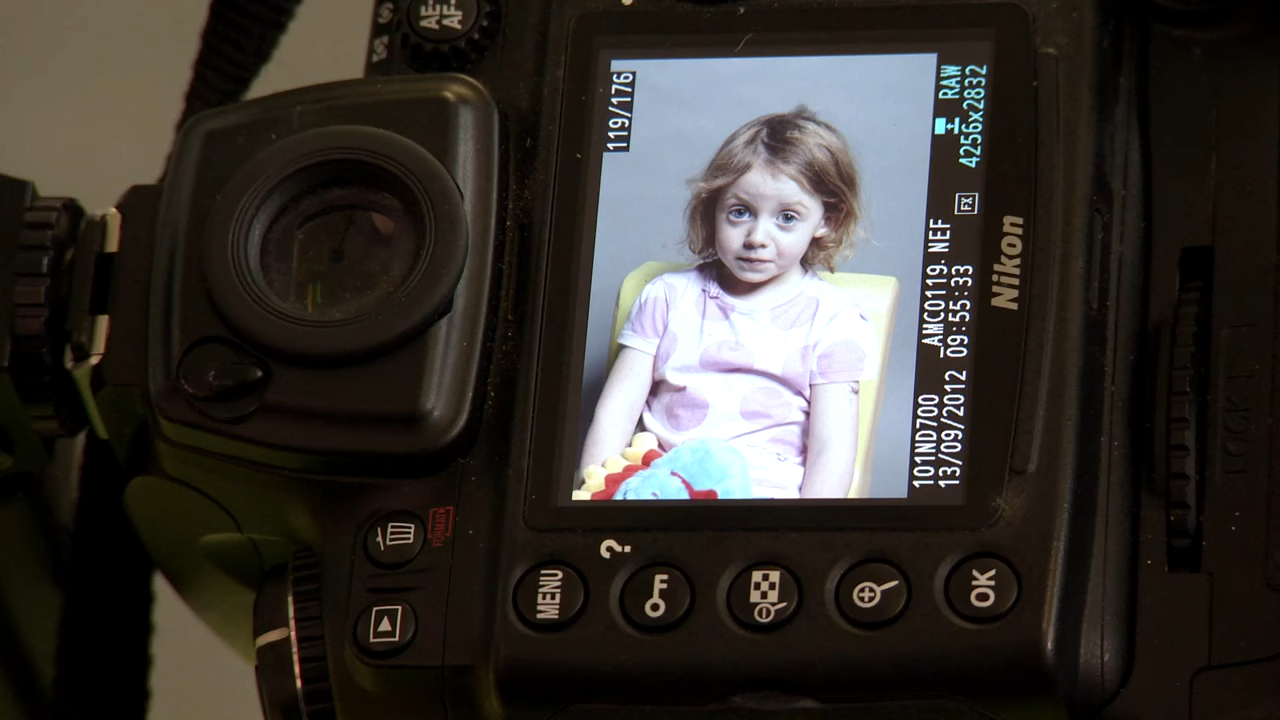 AE-L
AF-L
119/176
RAW
4256x2832
FX
101ND700 _AMC0119.NEF
13/09/2012 09:55:33
Nikon
FORMAT
?
MENU
OK